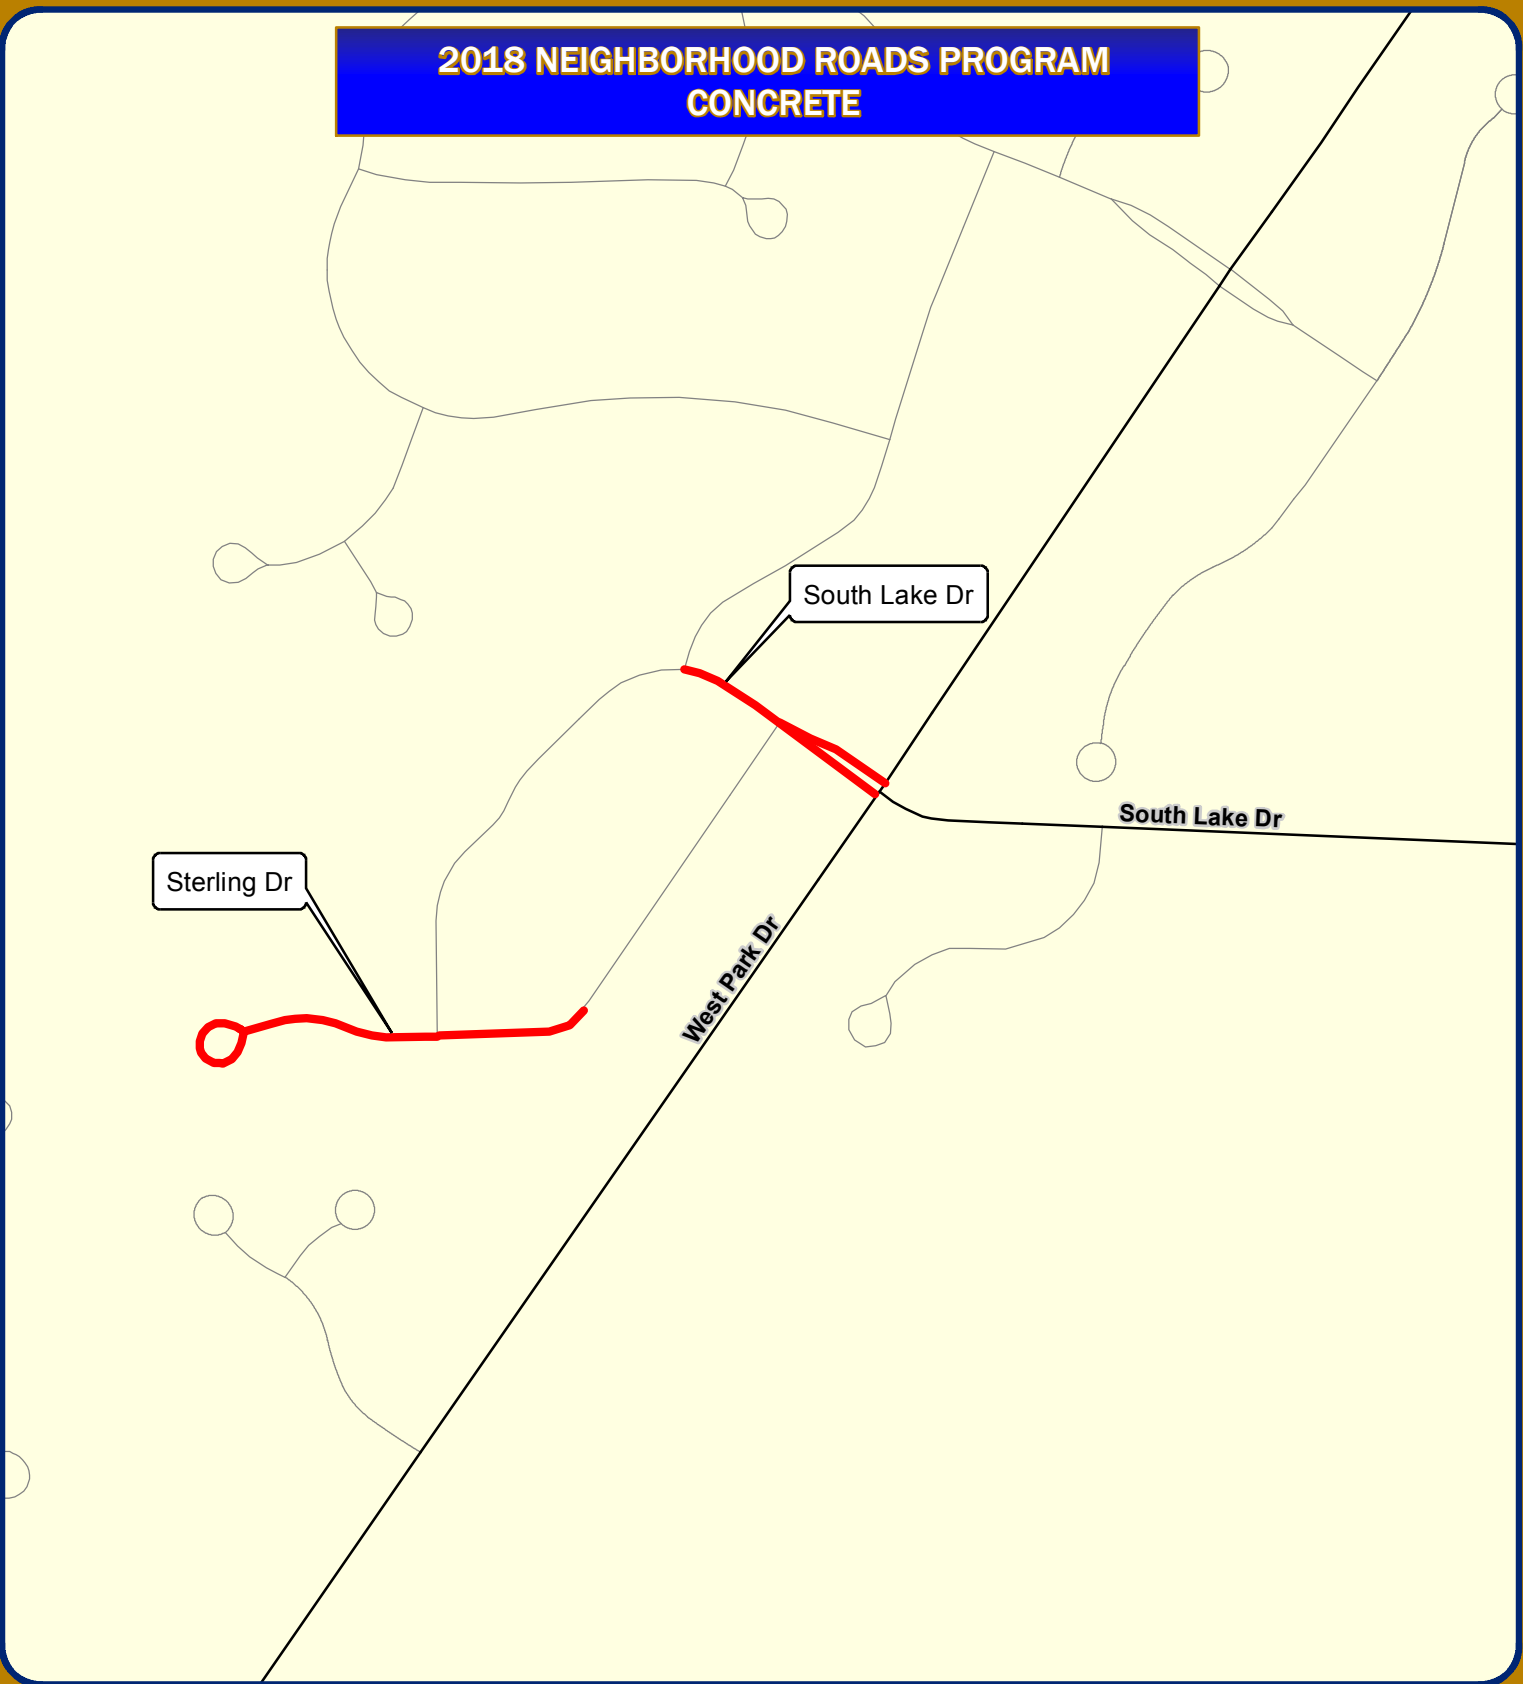 2018 NEIGHBORHOOD ROADS PROGRAM
CONCRETE
South Lake Dr
South Lake Dr
Sterling Dr
West Park Dr